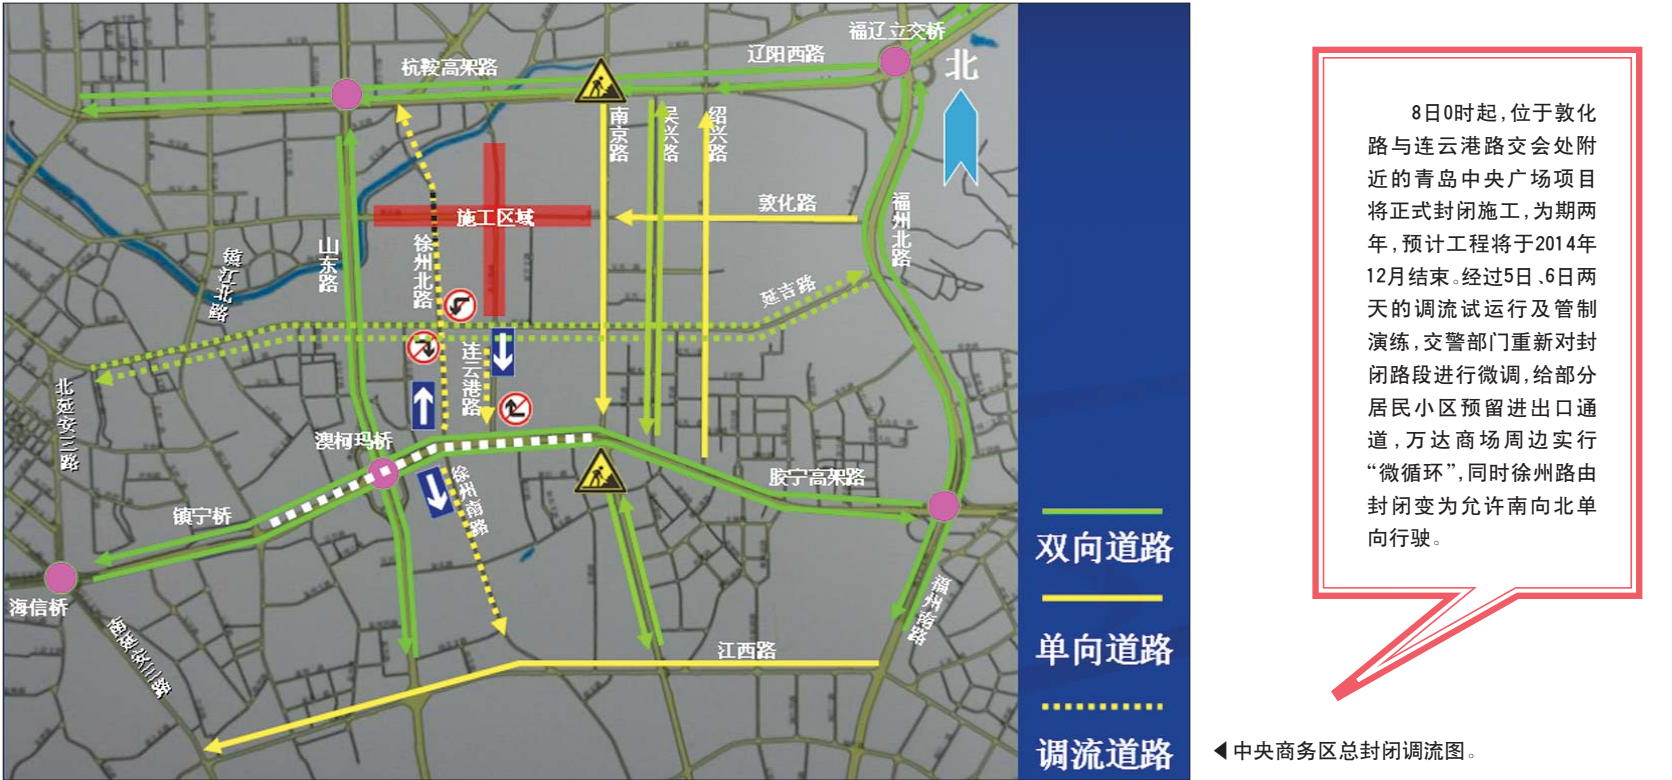 福辽立交桥
辽阳西路
杭鞍高架路
北
南京路
吴兴路
绍兴路
敦化路
施工区域
福州北路
徐州北路
山东路
延吉路
连云港路
澳柯玛桥
胶宁高架路
徐州南路
镇宁桥
海信桥
福州南路
江西路
双向道路
单向道路
调流道路
8日0时起,位于敦化
路与连云港路交会处附
近的青岛中央广场项目
将正式封闭施工,为期两
年,预计工程将于2014年
12月结束。经过5日、6日两
天的调流试运行及管制
演练,交警部门重新对封
闭路段进行微调,给部分
居民小区预留进出口通
道,万达商场周边实行
“微循环”,同时徐州路由
封闭变为允许南向北单
向行驶。
◀中央商务区总封闭调流图。